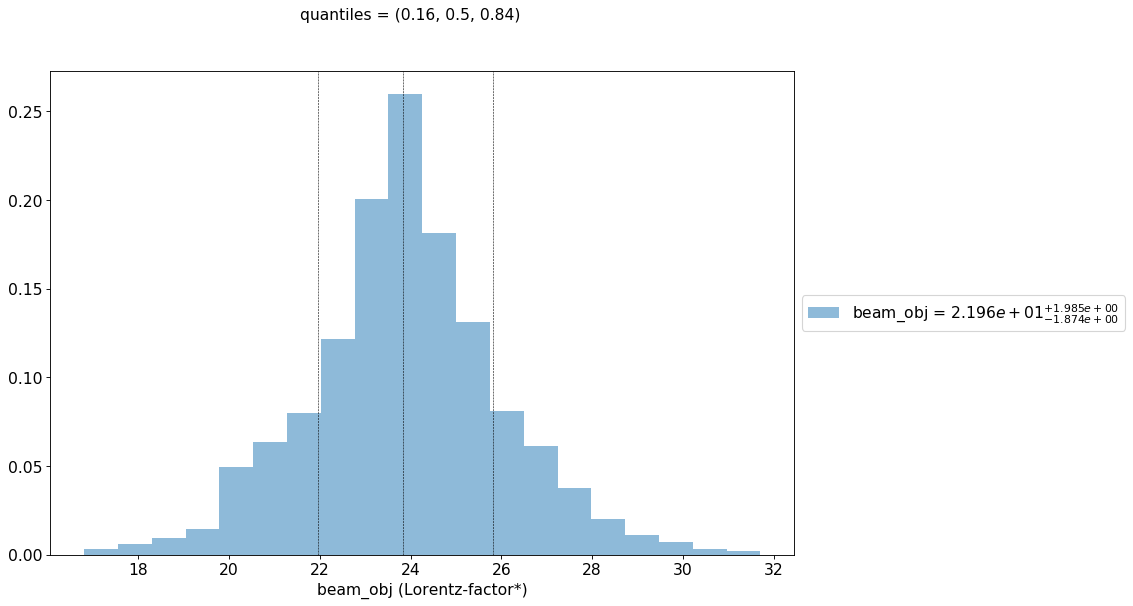 quantiles = (0.16, 0.5, 0.84)
0.25
0.20
0.15
0.10
0.05
0.00
18 20 22 24 26 28 30 32
beam_obj (Lorentz-factor*)
beam_obj = 2.196e + 01 +1.985e + 00 −1.874e + 00